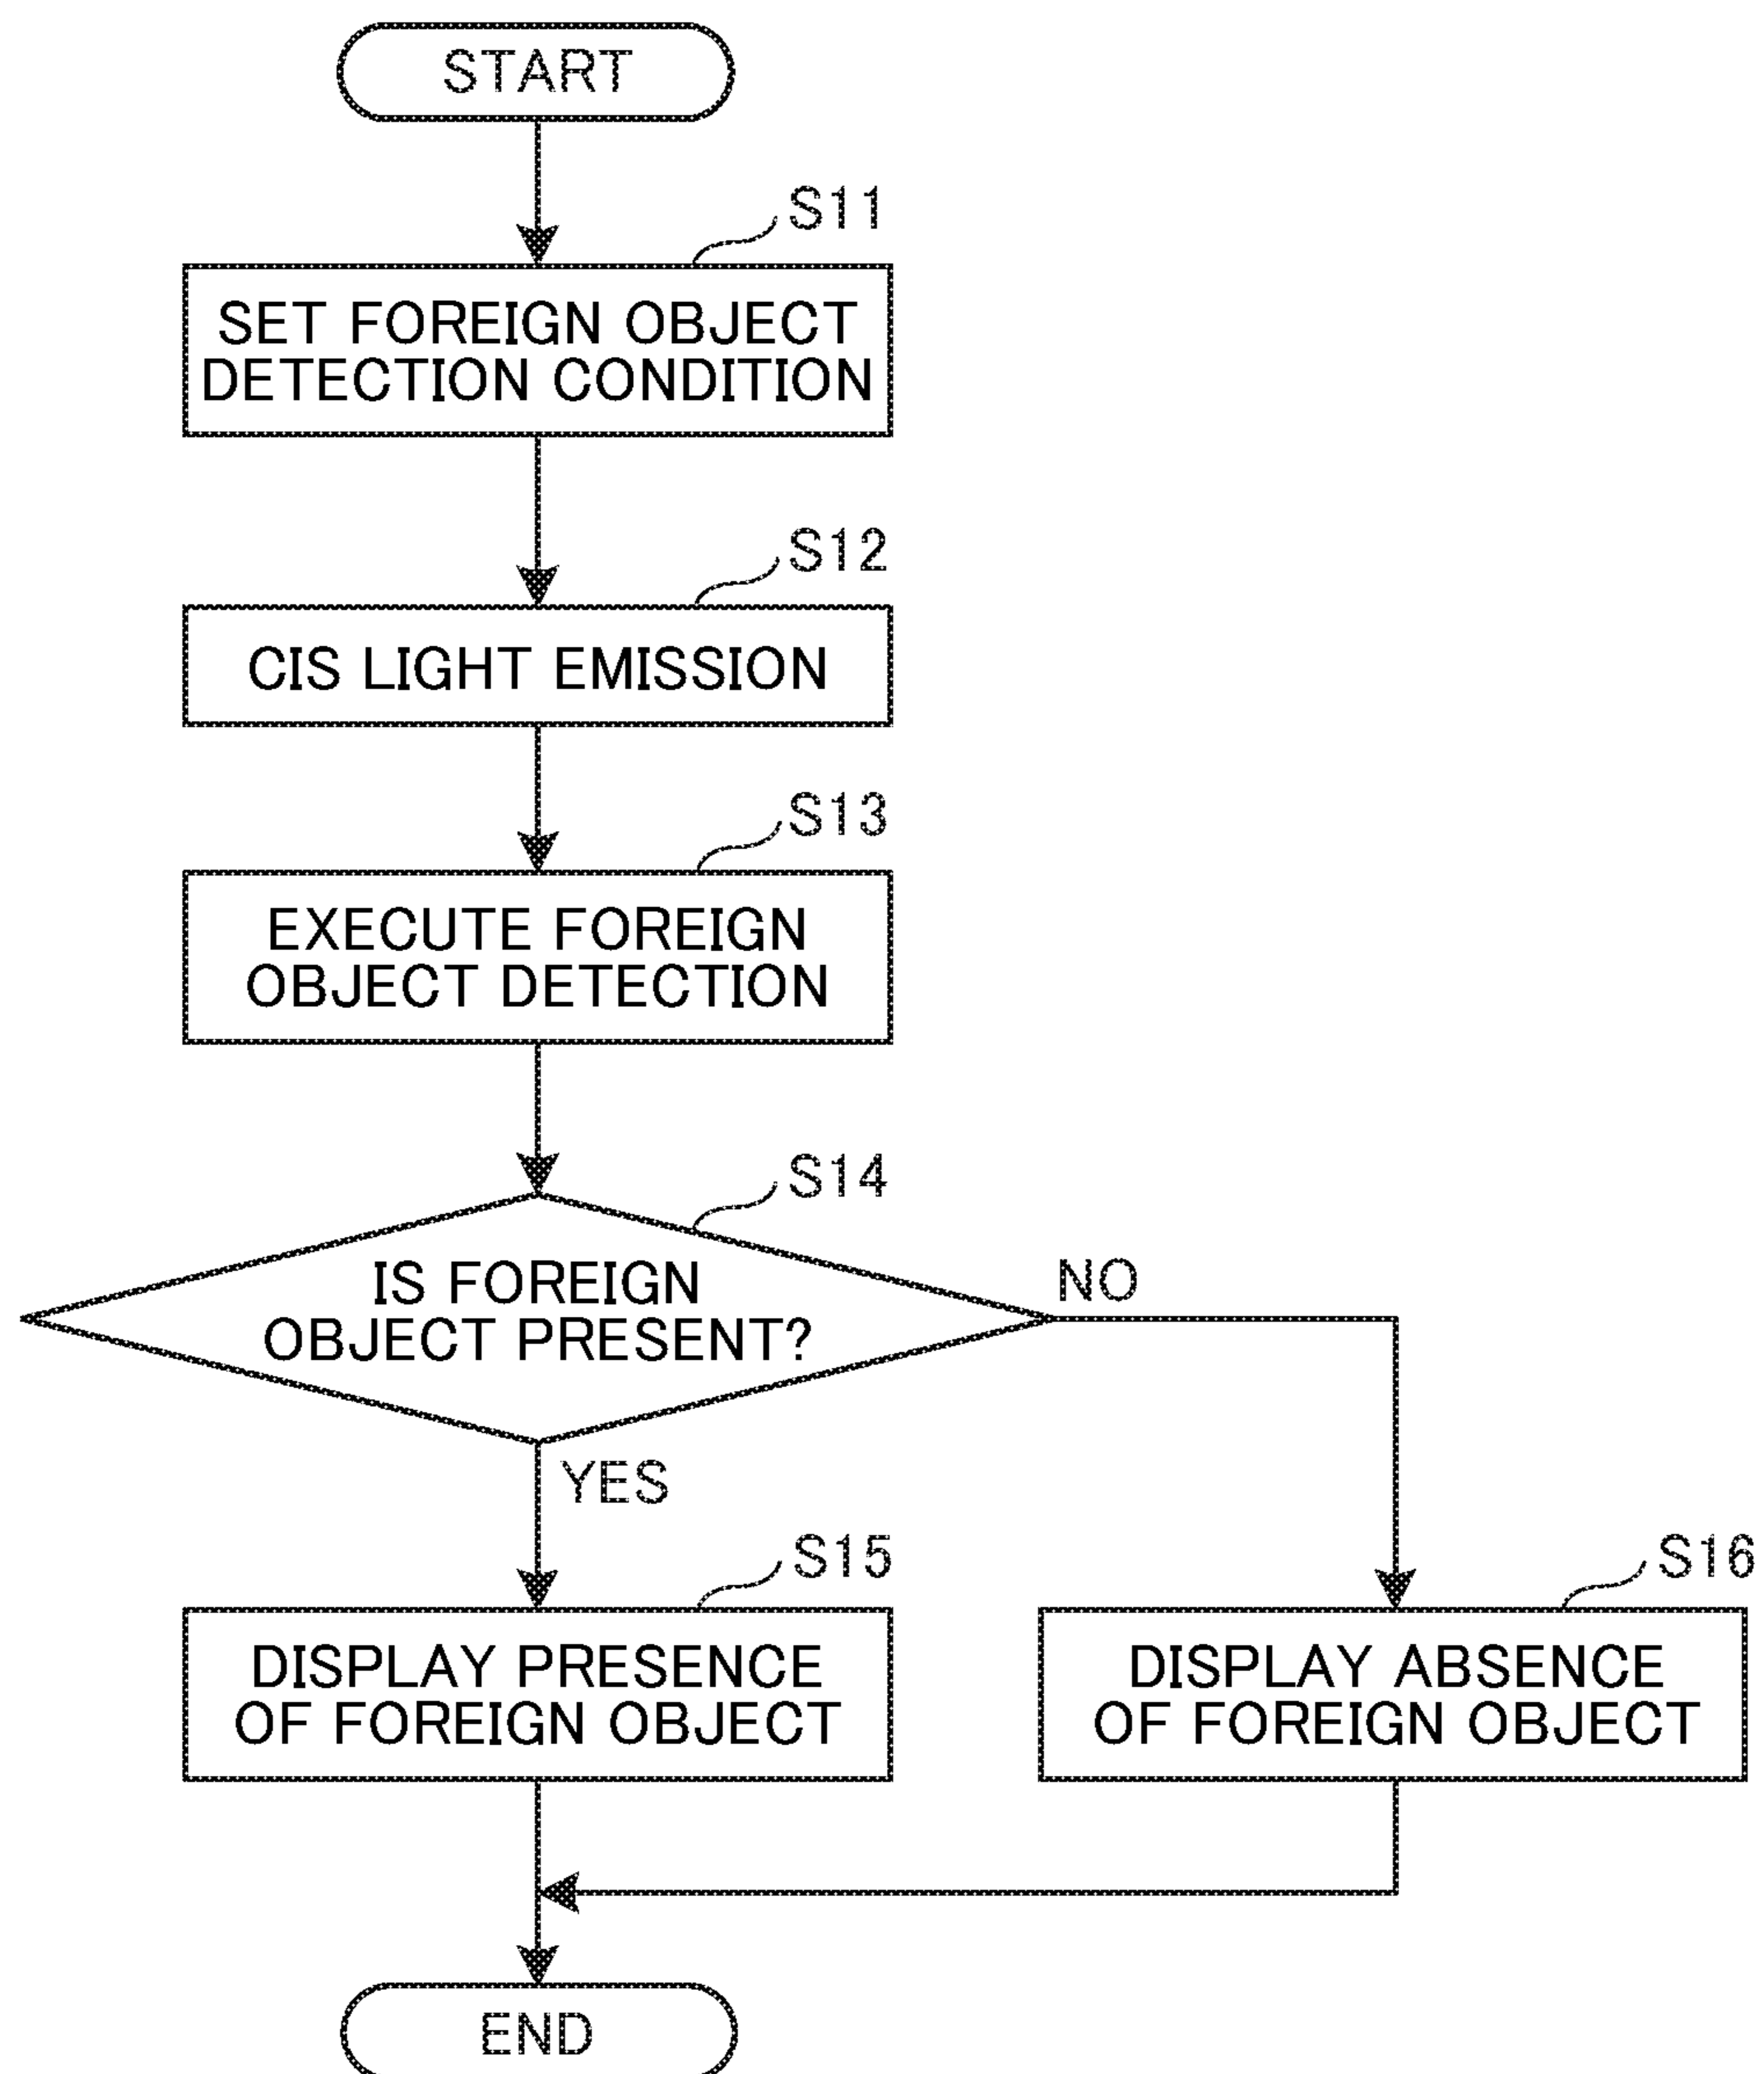 START
S11
SET FOREIGN OBJECT
DETECTION CONDITION
S12
CIS LIGHT EMISSION
S13
EXECUTE FOREIGN
OBJECT DETECTION
S14
IS FOREIGN
OBJECT PRESENT?
NO
YES
S15
DISPLAY PRESENCE
OF FOREIGN OBJECT
S16
DISPLAY ABSENCE
OF FOREIGN OBJECT
END